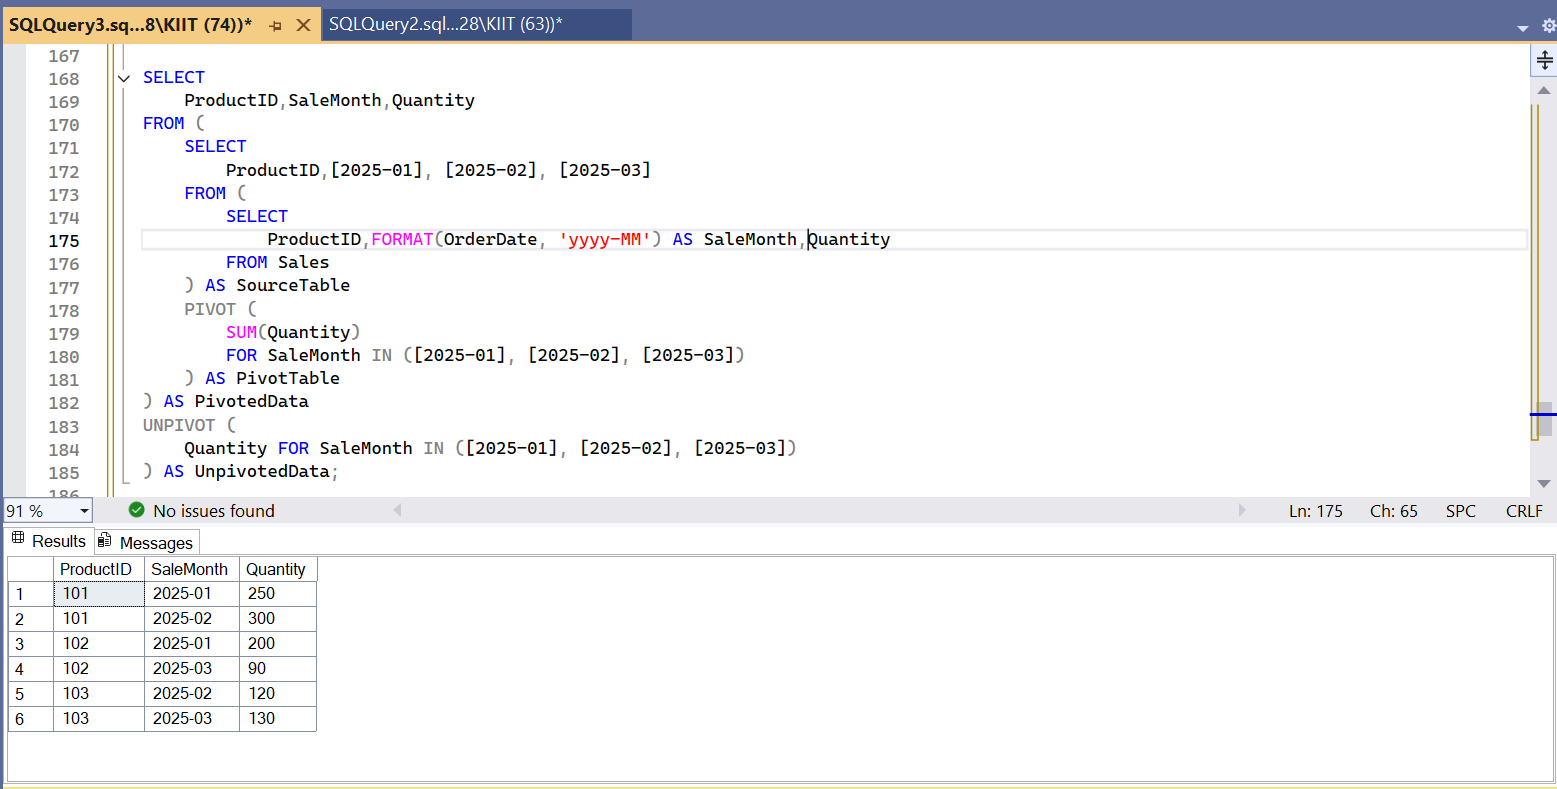 SQLQuery3.sq...8\KIIT (74))* SQLQuery2.sql...28\KIIT (63))*
167
168 SELECT
169 ProductID,SaleMonth,Quantity
170 FROM (
171 SELECT
172 ProductID,[2025-01], [2025-02], [2025-03]
173 FROM (
174 SELECT
175 ProductID,FORMAT(OrderDate, 'yyyy-MM') AS SaleMonth,Quantity
176 FROM Sales
177 ) AS SourceTable
178 PIVOT (
179 SUM(Quantity)
180 FOR SaleMonth IN ([2025-01], [2025-02], [2025-03])
181 ) AS PivotTable
182 ) AS PivotedData
183 UNPIVOT (
184 Quantity FOR SaleMonth IN ([2025-01], [2025-02], [2025-03])
185 ) AS UnpivotedData;
186
91 % No issues found Ln: 175 Ch: 65 SPC CRLF
Results Messages
ProductID SaleMonth Quantity
1 101 2025-01 250
2 101 2025-02 300
3 102 2025-01 200
4 102 2025-03 90
5 103 2025-02 120
6 103 2025-03 130